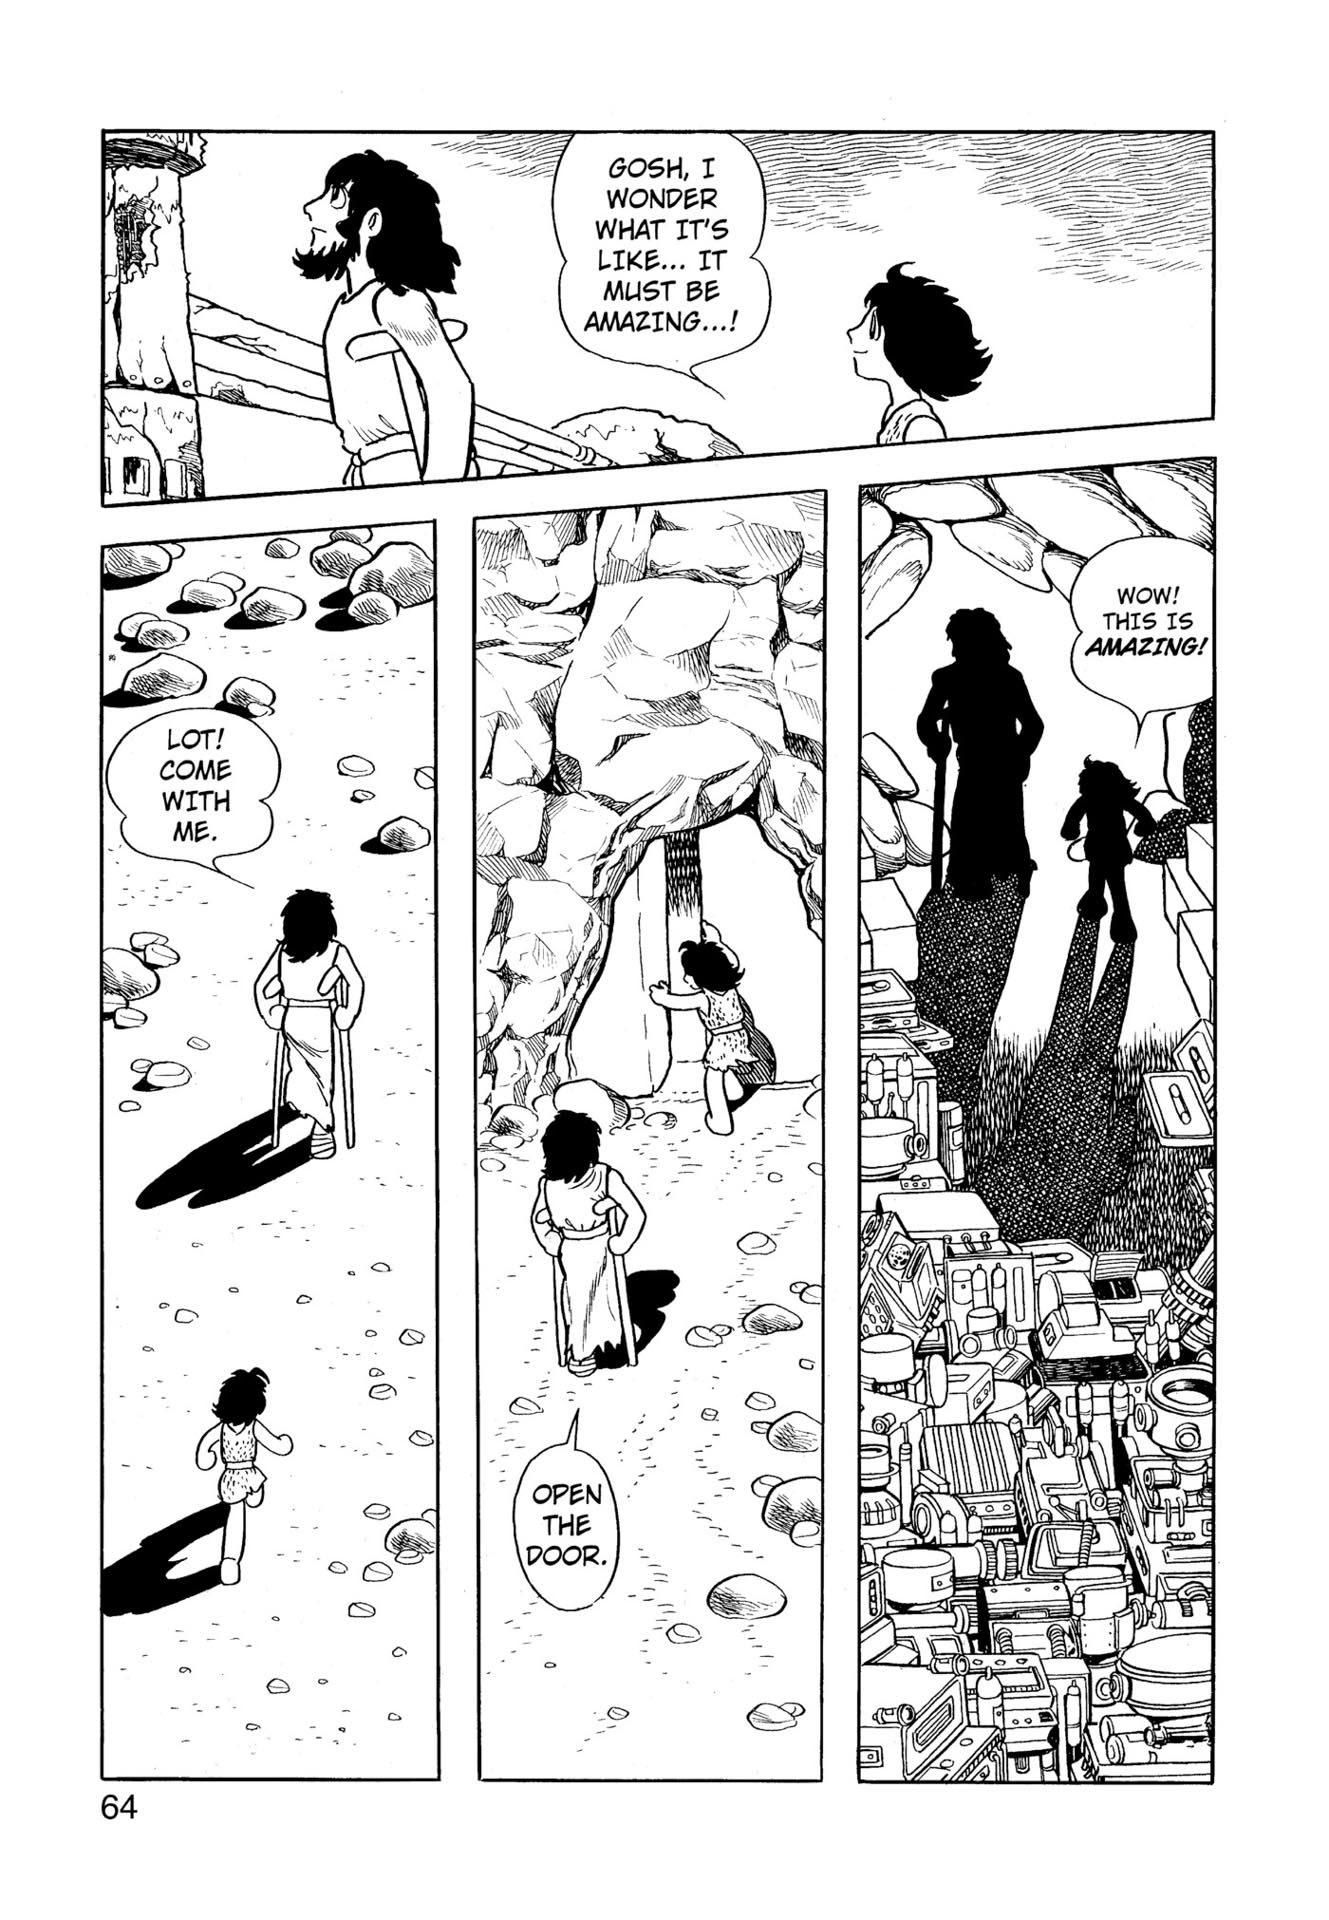 GOSH, I
WONDER
WHAT IT'S
LIKE... IT
MUST BE
AMAZING...!
LOT!
COME
WITH
ME.
OPEN
THE
DOOR.
WOW!
THIS IS
AMAZING!
64